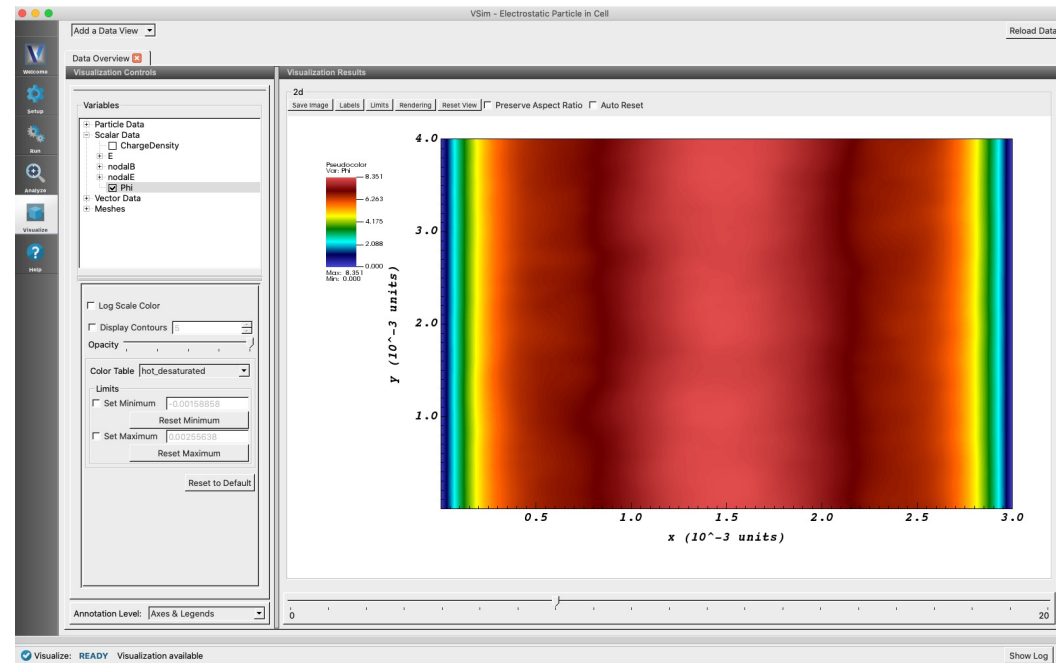 VSim - Electrostatic Particle in Cell
Add a Data View
Reload Data
Data Overview
Welcome
Setup
Run
Analyze
Visualize
Help
Visualization Controls
Variables
Particle Data
Scalar Data
ChargeDensity
E
nodalB
nodalE
Phi
Vector Data
Meshes
Log Scale Color
Display Contours 5
Opacity
Color Table hot_desaturated
Limits
Set Minimum -0.00158858
Reset Minimum
Set Maximum 0.00255638
Reset Maximum
Reset to Default
Annotation Level: Axes & Legends
Visualization Results
2d
Save Image Labels Limits Rendering Reset View Preserve Aspect Ratio Auto Reset
Pseudocolor
Var: Phi
8.351
6.263
4.175
2.088
0.000
Max: 8.351
Min: 0.000
4.0
3.0
2.0
1.0
y (10^-3 units)
0.5 1.0 1.5 2.0 2.5 3.0
x (10^-3 units)
0 20
Visualize: READY Visualization available
Show Log